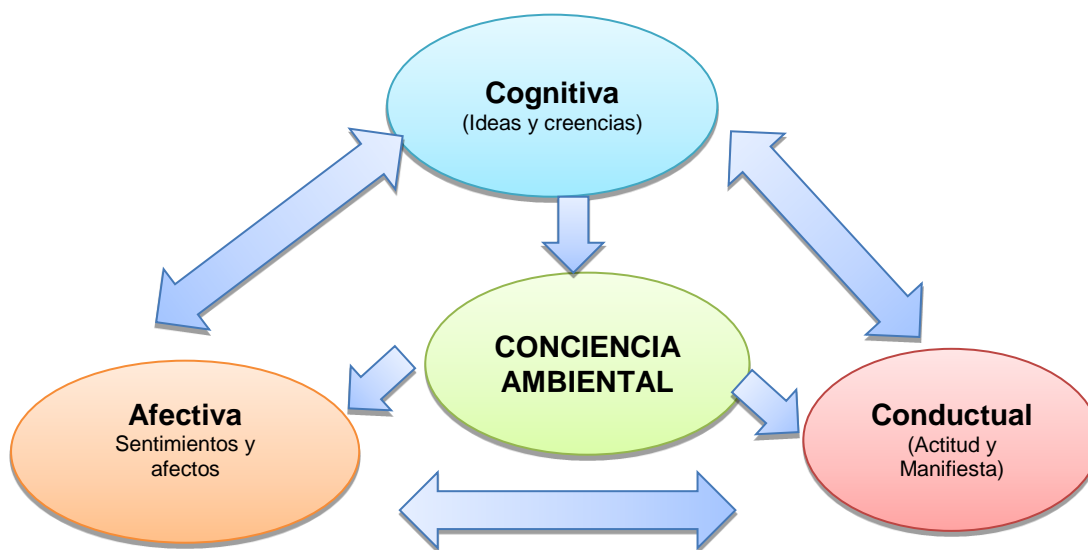 Cognitiva
(Ideas y creencias)
CONCIENCIA
AMBIENTAL
Afectiva
Sentimientos y
afectos
Conductual
(Actitud y
Manifiesta)